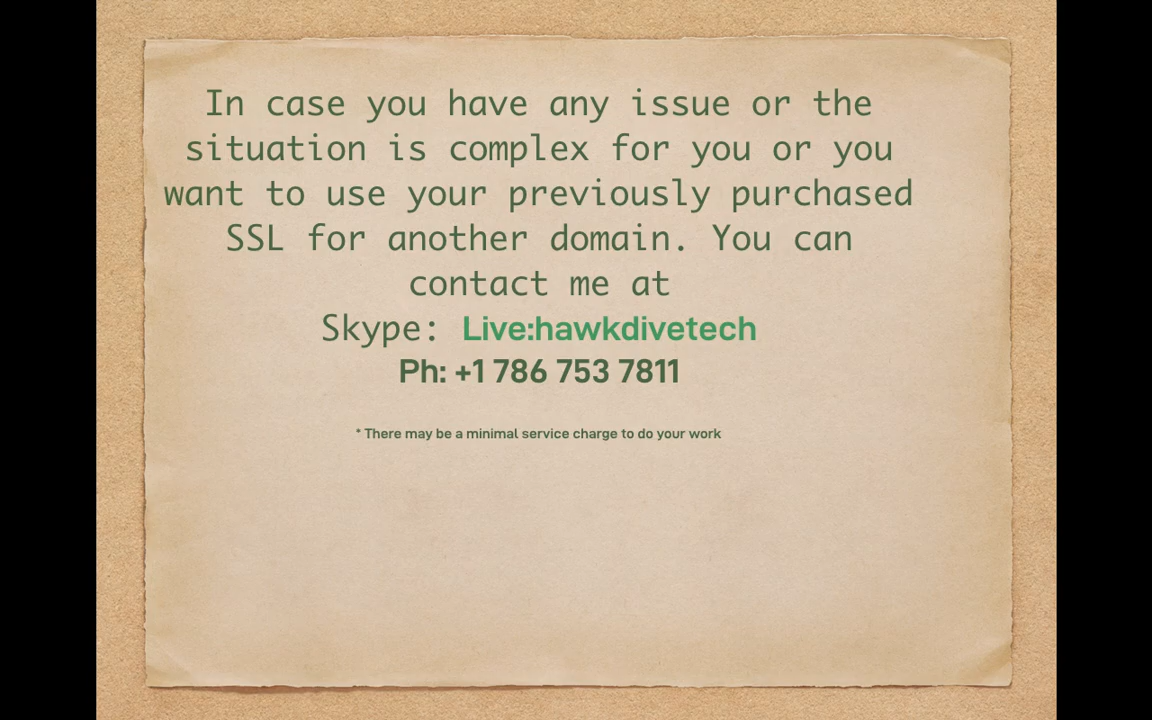 In case you have any issue or the
situation is complex for you or you
want to use your previously purchased
SSL for another domain. You can
contact me at
Skype: Live:hawkdivetech
Ph: +1 786 753 7811
* There may be a minimal service charge to do your work